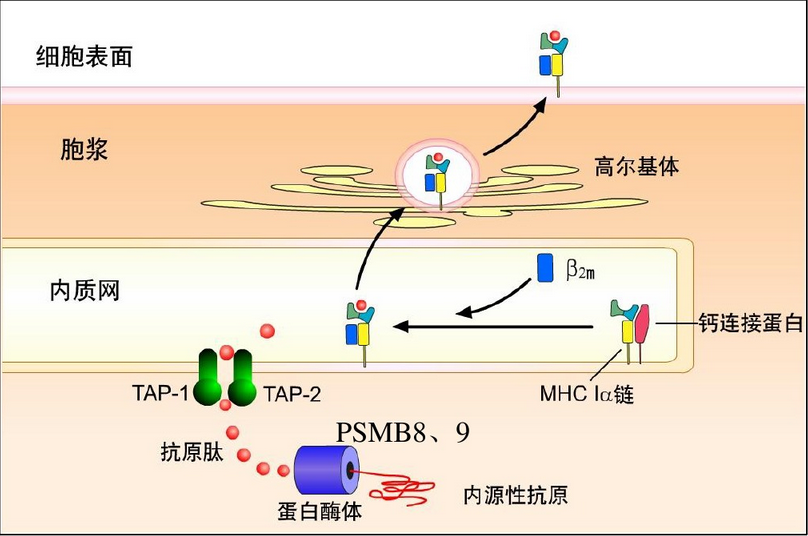 细胞表面
胞浆
高尔基体
内质网
β2m
钙连接蛋白
TAP-1
TAP-2
MHC Iα链
PSMB8、9
抗原肽
内源性抗原
蛋白酶体